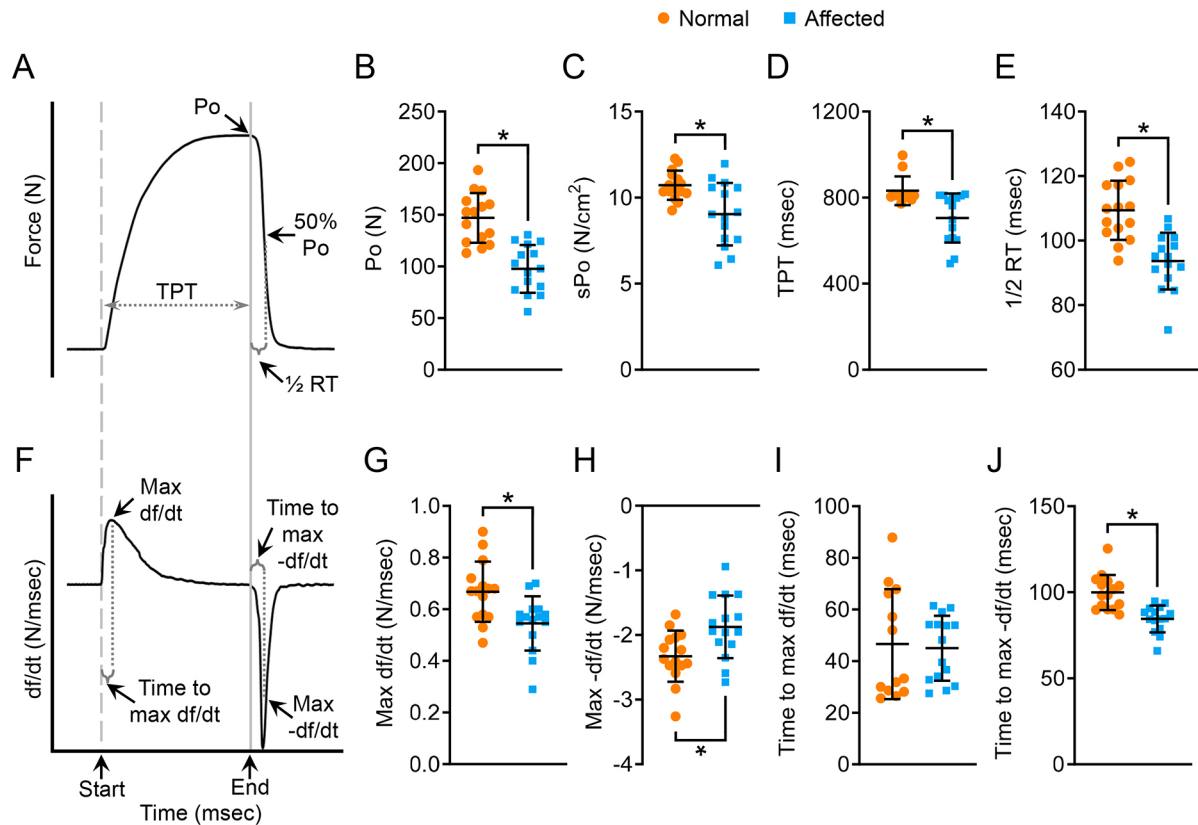 Normal Affected
A
Force (N)
Po
50%
Po
TPT
½ RT
B
Po (N)
250
200
150
100
50
0
*
C
sPo (N/cm²)
15
10
5
0
*
D
TPT (msec)
1200
800
400
0
*
E
1/2 RT (msec)
140
120
100
80
60
*
F
df/dt (N/msec)
Max
df/dt
Time to
max
-df/dt
Time to
max df/dt
Max
-df/dt
Start
End
Time (msec)
G
Max df/dt (N/msec)
1.0
0.8
0.6
0.4
0.2
0.0
*
H
Max -df/dt (N/msec)
0
-1
-2
-3
-4
*
I
Time to max df/dt (msec)
100
80
60
40
20
0
J
Time to max -df/dt (msec)
150
100
50
0
*